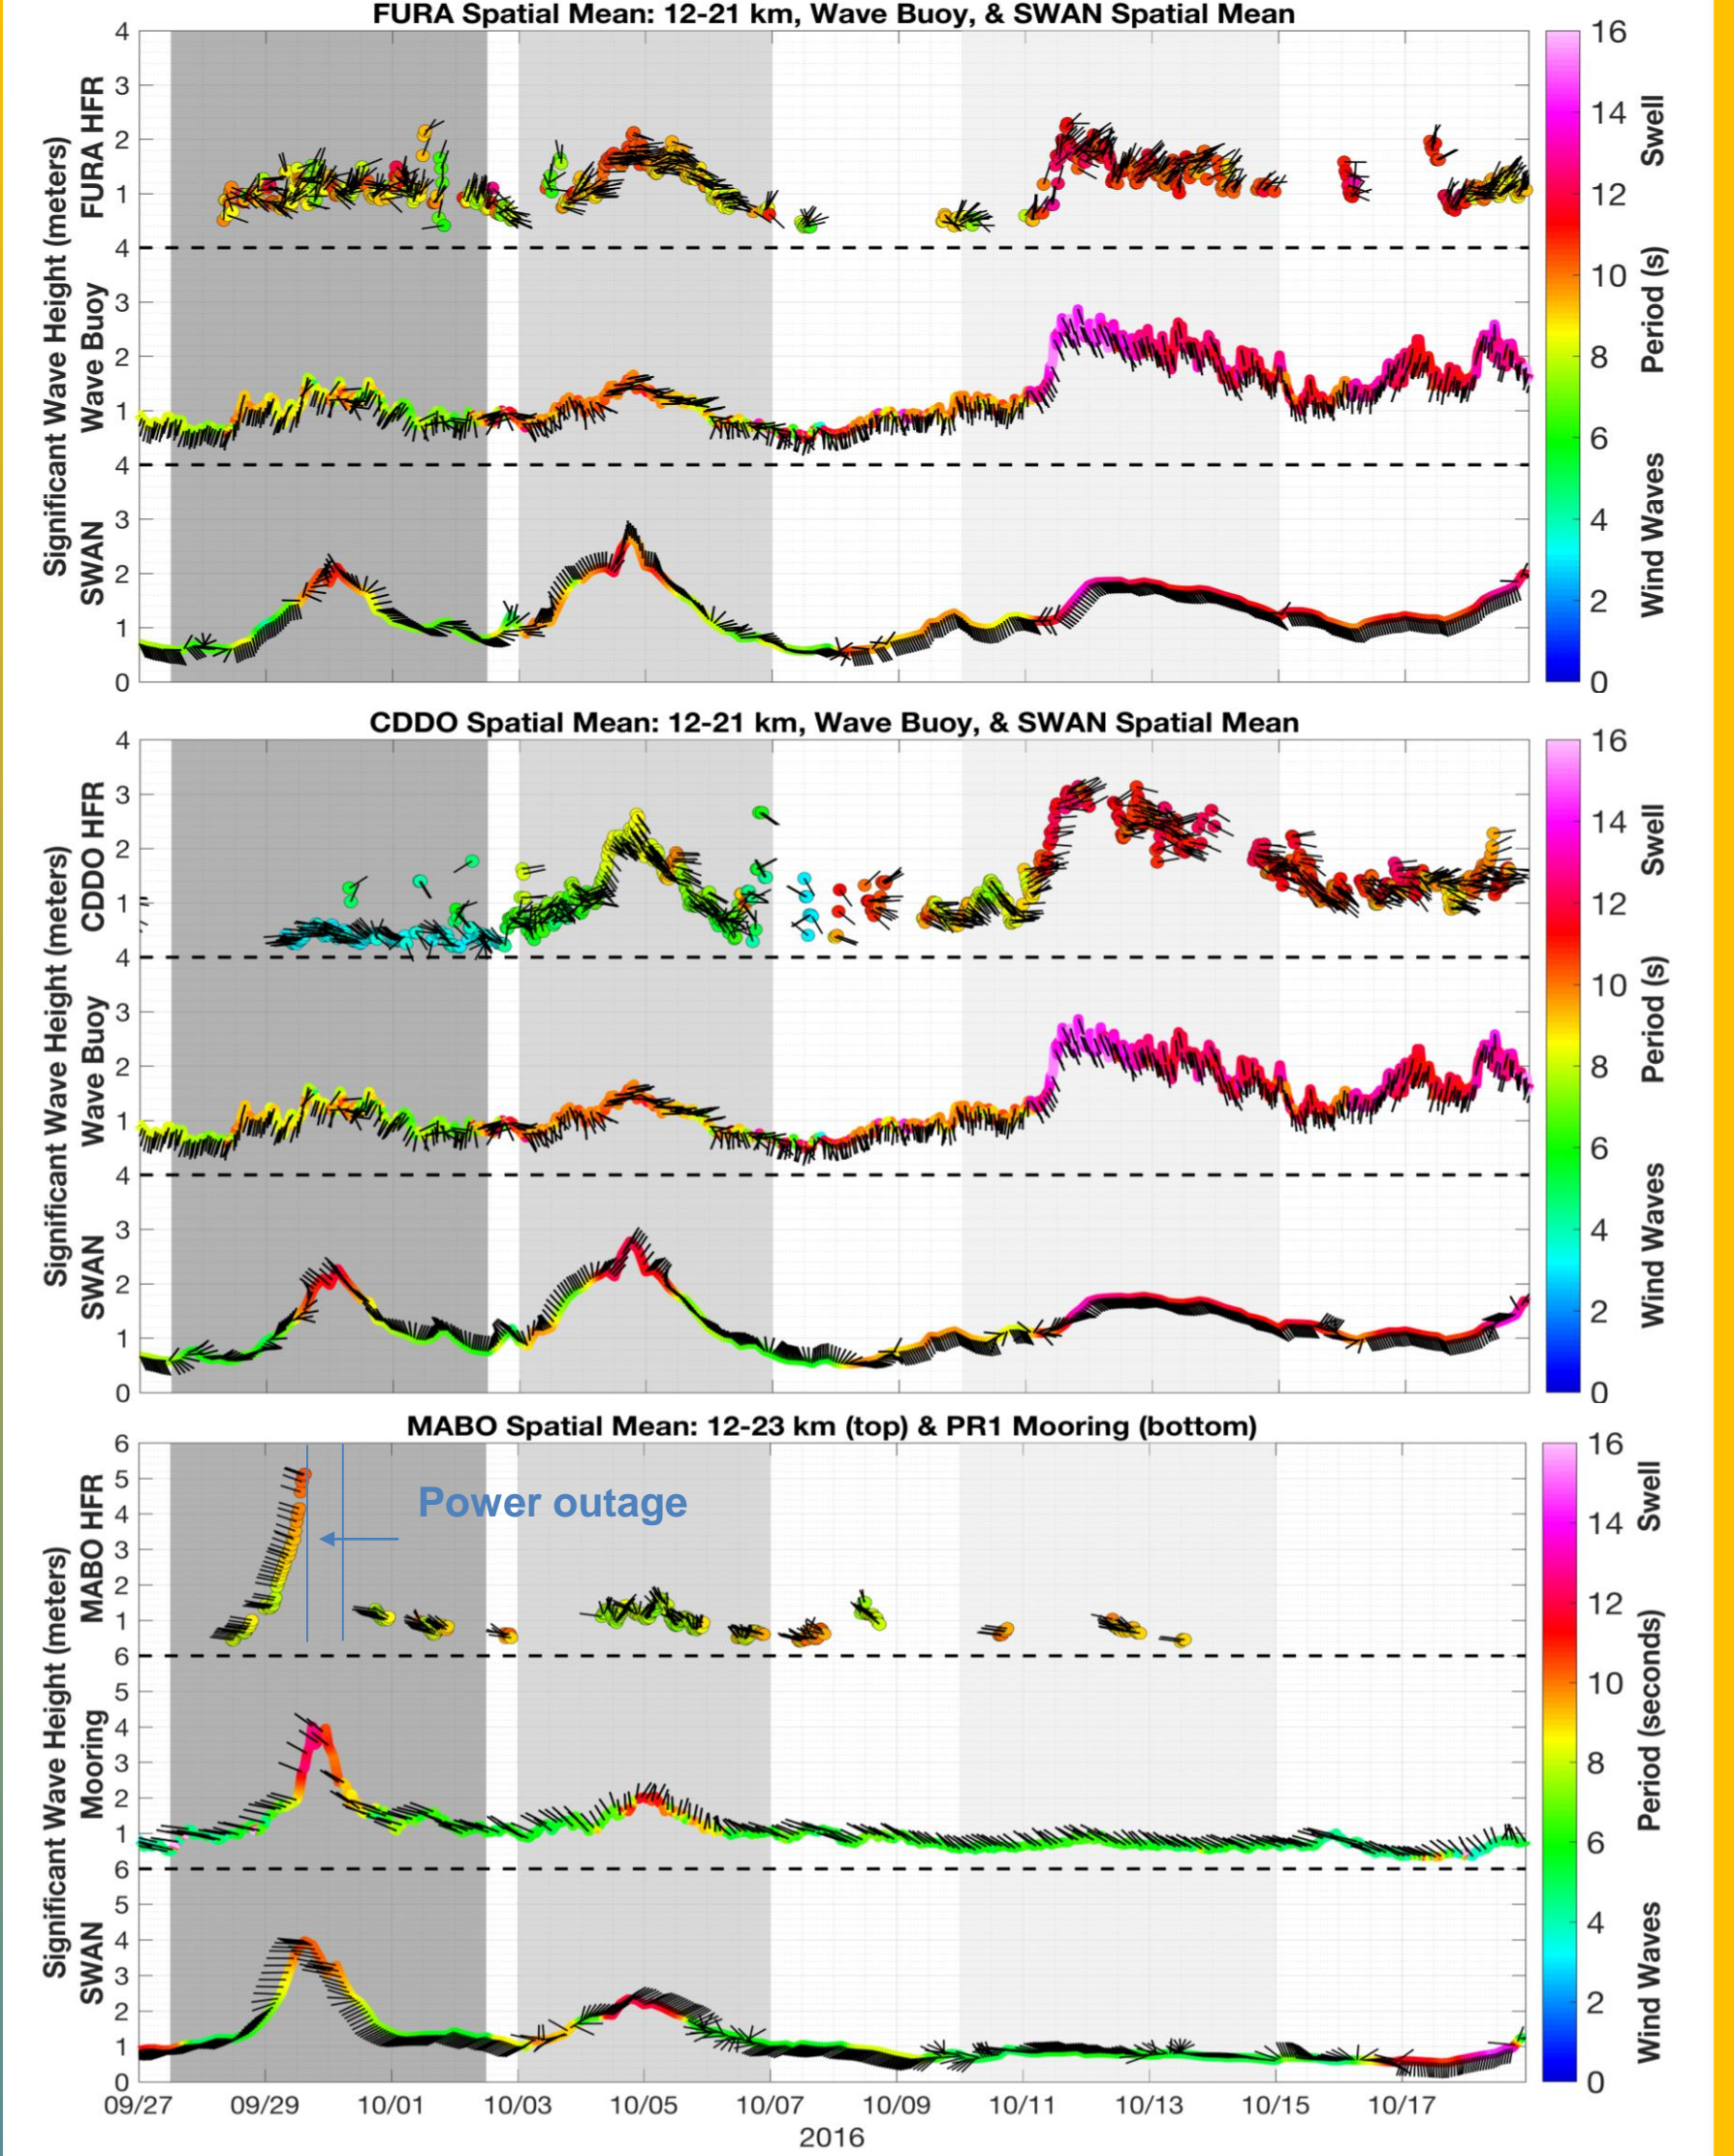 FURA Spatial Mean: 12-21 km, Wave Buoy, & SWAN Spatial Mean
Significant Wave Height (meters)
FURA HFR
Wave Buoy
SWAN
4
3
2
1
4
3
2
1
4
3
2
1
0
16
14
12
10
8
6
4
2
0
Swell
Period (s)
Wind Waves
CDDO Spatial Mean: 12-21 km, Wave Buoy, & SWAN Spatial Mean
Significant Wave Height (meters)
CDDO HFR
Wave Buoy
SWAN
4
3
2
1
4
3
2
1
4
3
2
1
0
16
14
12
10
8
6
4
2
0
Swell
Period (s)
Wind Waves
MABO Spatial Mean: 12-23 km (top) & PR1 Mooring (bottom)
Significant Wave Height (meters)
MABO HFR
Mooring
SWAN
6
5
4
3
2
1
6
5
4
3
2
1
6
5
4
3
2
1
0
Power outage
16
14
12
10
8
6
4
2
0
Swell
Period (seconds)
Wind Waves
09/27 09/29 10/01 10/03 10/05 10/07 10/09 10/11 10/13 10/15 10/17
2016